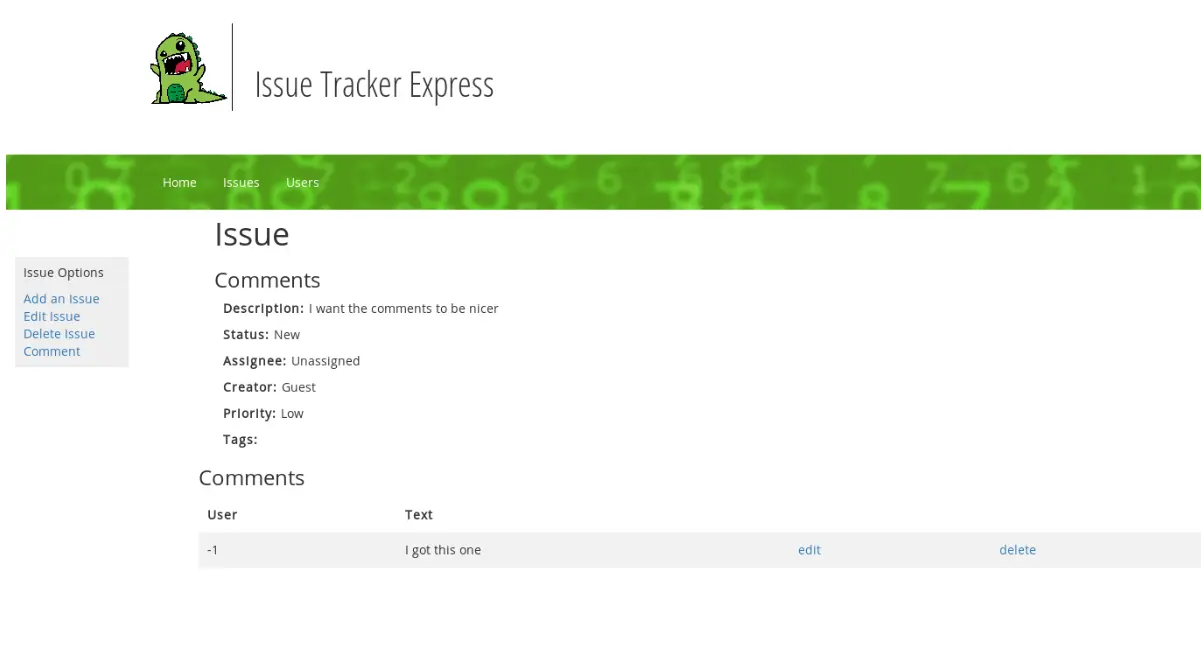 Issue Tracker Express
Home Issues Users
Issue
Issue Options
Add an Issue
Edit Issue
Delete Issue
Comment
Comments
Description: I want the comments to be nicer
Status: New
Assignee: Unassigned
Creator: Guest
Priority: Low
Tags:
Comments
User Text
-1 I got this one edit delete